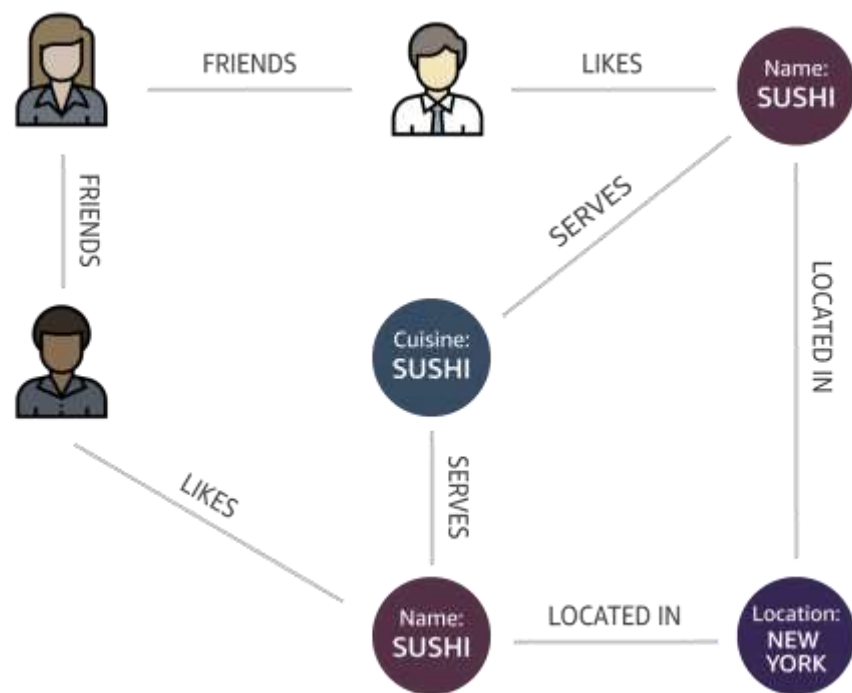 FRIENDS
LIKES
Name:
SUSHI
FRIENDS
SERVES
LOCATED IN
Cuisine:
SUSHI
LIKES
SERVES
Name:
SUSHI
LOCATED IN
Location:
NEW
YORK